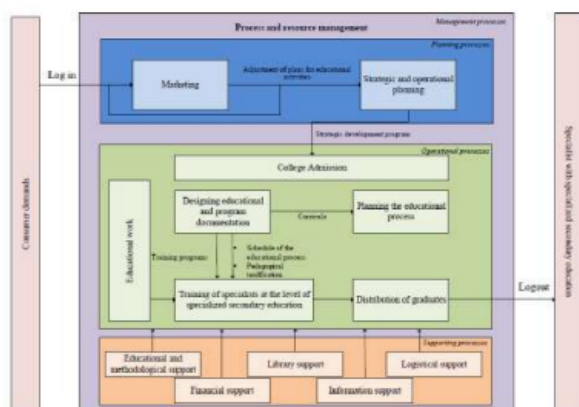 Management processes
Process and resource management
Planning processes
Log in
Marketing
Adjustment of plans for educational
activities
Strategic and operational
planning
Strategic development program
Operational processes
College Admission
Consumer demands
Educational work
Designing educational
and program
documentation
Curricula
Planning the educational
process
Training programs
Schedule of the
educational process
Pedagogical
Training of specialists at the level of
specialized secondary education
Distribution of graduates
Logout
Specialist with specialized secondary education
Supporting processes
Educational and
methodological support
Library support
Logistical support
Financial support
Information support